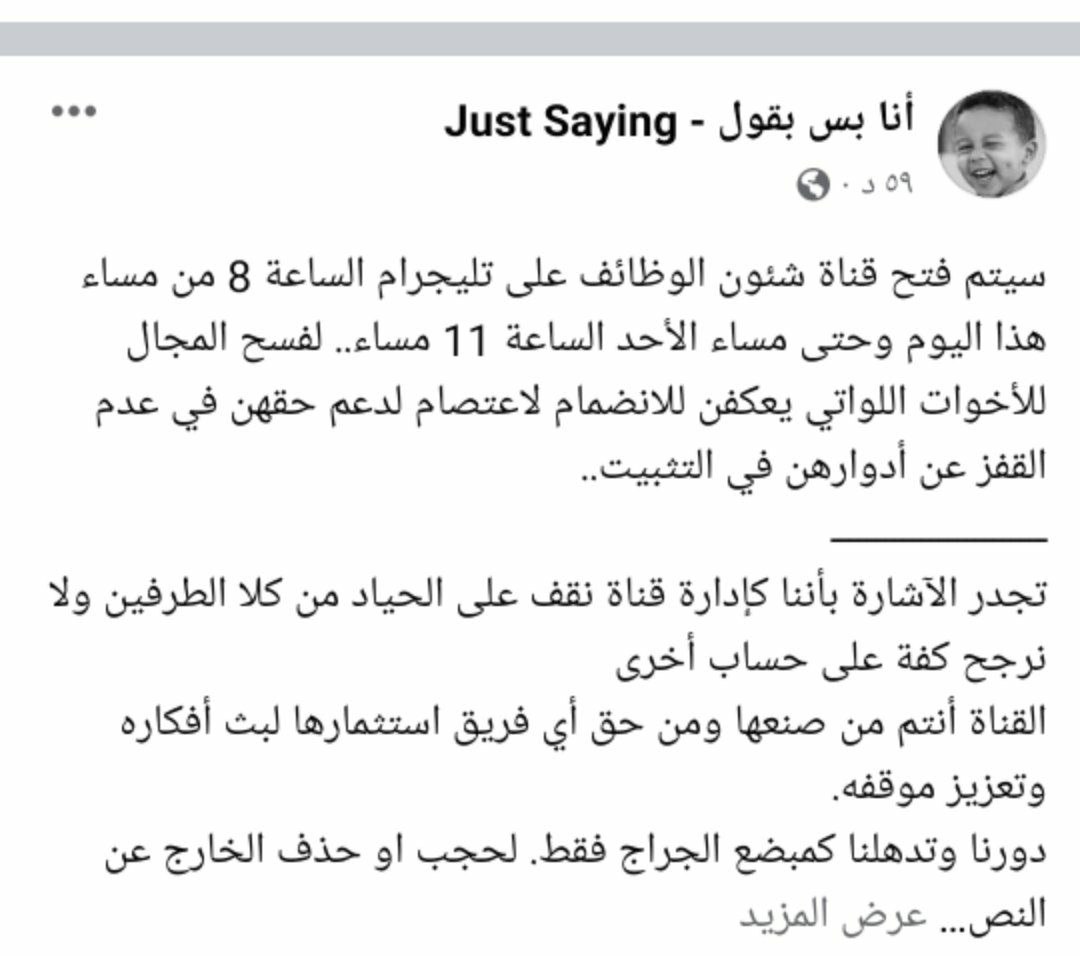 أنا بس بقول - Just Saying
٥٩ د ·
سيتم فتح قناة شئون الوظائف على تليجرام الساعة 8 من مساء
هذا اليوم وحتى مساء الأحد الساعة 11 مساء.. لفسح المجال
للأخوات اللواتي يعكفن للانضمام لاعتصام لدعم حقهن في عدم
القفز عن أدوارهن في التثبيت..
تجدر الآشارة بأننا كإدارة قناة نقف على الحياد من كلا الطرفين ولا
نرجح كفة على حساب أخرى
القناة أنتم من صنعها ومن حق أي فريق استثمارها لبث أفكاره
وتعزيز موقفه.
دورنا وتدهلنا كمبضع الجراج فقط. لحجب او حذف الخارج عن
النص... عرض المزيد